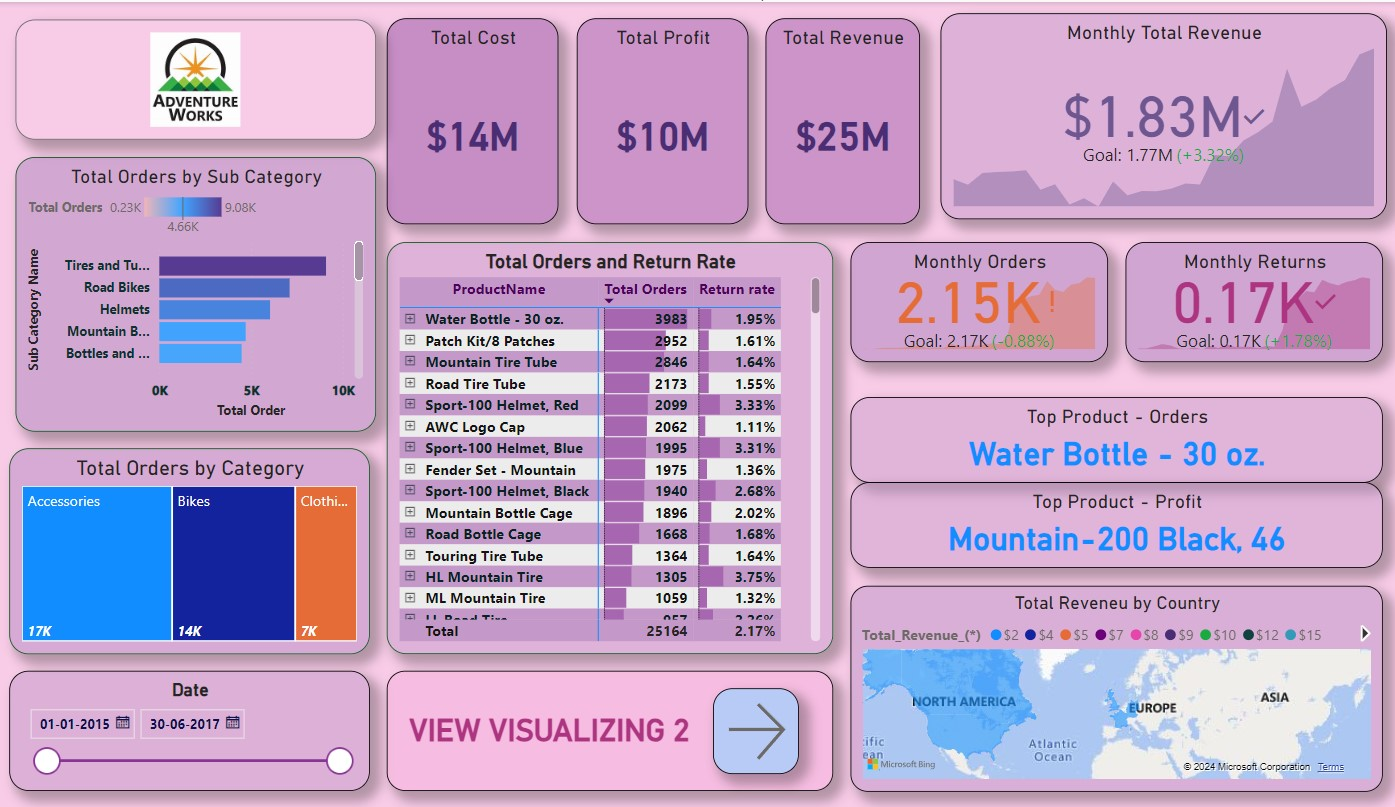 ADVENTURE
WORKS
Total Cost
$14M
Total Profit
$10M
Total Revenue
$25M
Monthly Total Revenue
$1.83M
Goal: 1.77M (+3.32%)
Total Orders by Sub Category
Total Orders 0.23K 9.08K
4.66K
Sub Category Name
Tires and Tu...
Road Bikes
Helmets
Mountain B...
Bottles and ...
0K 5K 10K
Total Order
Total Orders and Return Rate
ProductName Total Orders Return rate
Water Bottle - 30 oz. 3983 1.95%
Patch Kit/8 Patches 2952 1.61%
Mountain Tire Tube 2846 1.64%
Road Tire Tube 2173 1.55%
Sport-100 Helmet, Red 2099 3.33%
AWC Logo Cap 2062 1.11%
Sport-100 Helmet, Blue 1995 3.31%
Fender Set - Mountain 1975 1.36%
Sport-100 Helmet, Black 1940 2.68%
Mountain Bottle Cage 1896 2.02%
Road Bottle Cage 1668 1.68%
Touring Tire Tube 1364 1.64%
HL Mountain Tire 1305 3.75%
ML Mountain Tire 1059 1.32%
Total 25164 2.17%
Monthly Orders
2.15K!
Goal: 2.17K (-0.88%)
Monthly Returns
0.17K
Goal: 0.17K (+1.78%)
Top Product - Orders
Water Bottle - 30 oz.
Top Product - Profit
Mountain-200 Black, 46
Total Orders by Category
Accessories
17K
Bikes
14K
Clothi...
7K
Date
01-01-2015 30-06-2017
VIEW VISUALIZING 2
Total Reveneu by Country
Total_Revenue_(*) $2 $4 $5 $7 $8 $9 $10 $12 $15
NORTH AMERICA
EUROPE
ASIA
ific
ean
Atlantic
Ocean
Microsoft Bing
© 2024 Microsoft Corporation Terms